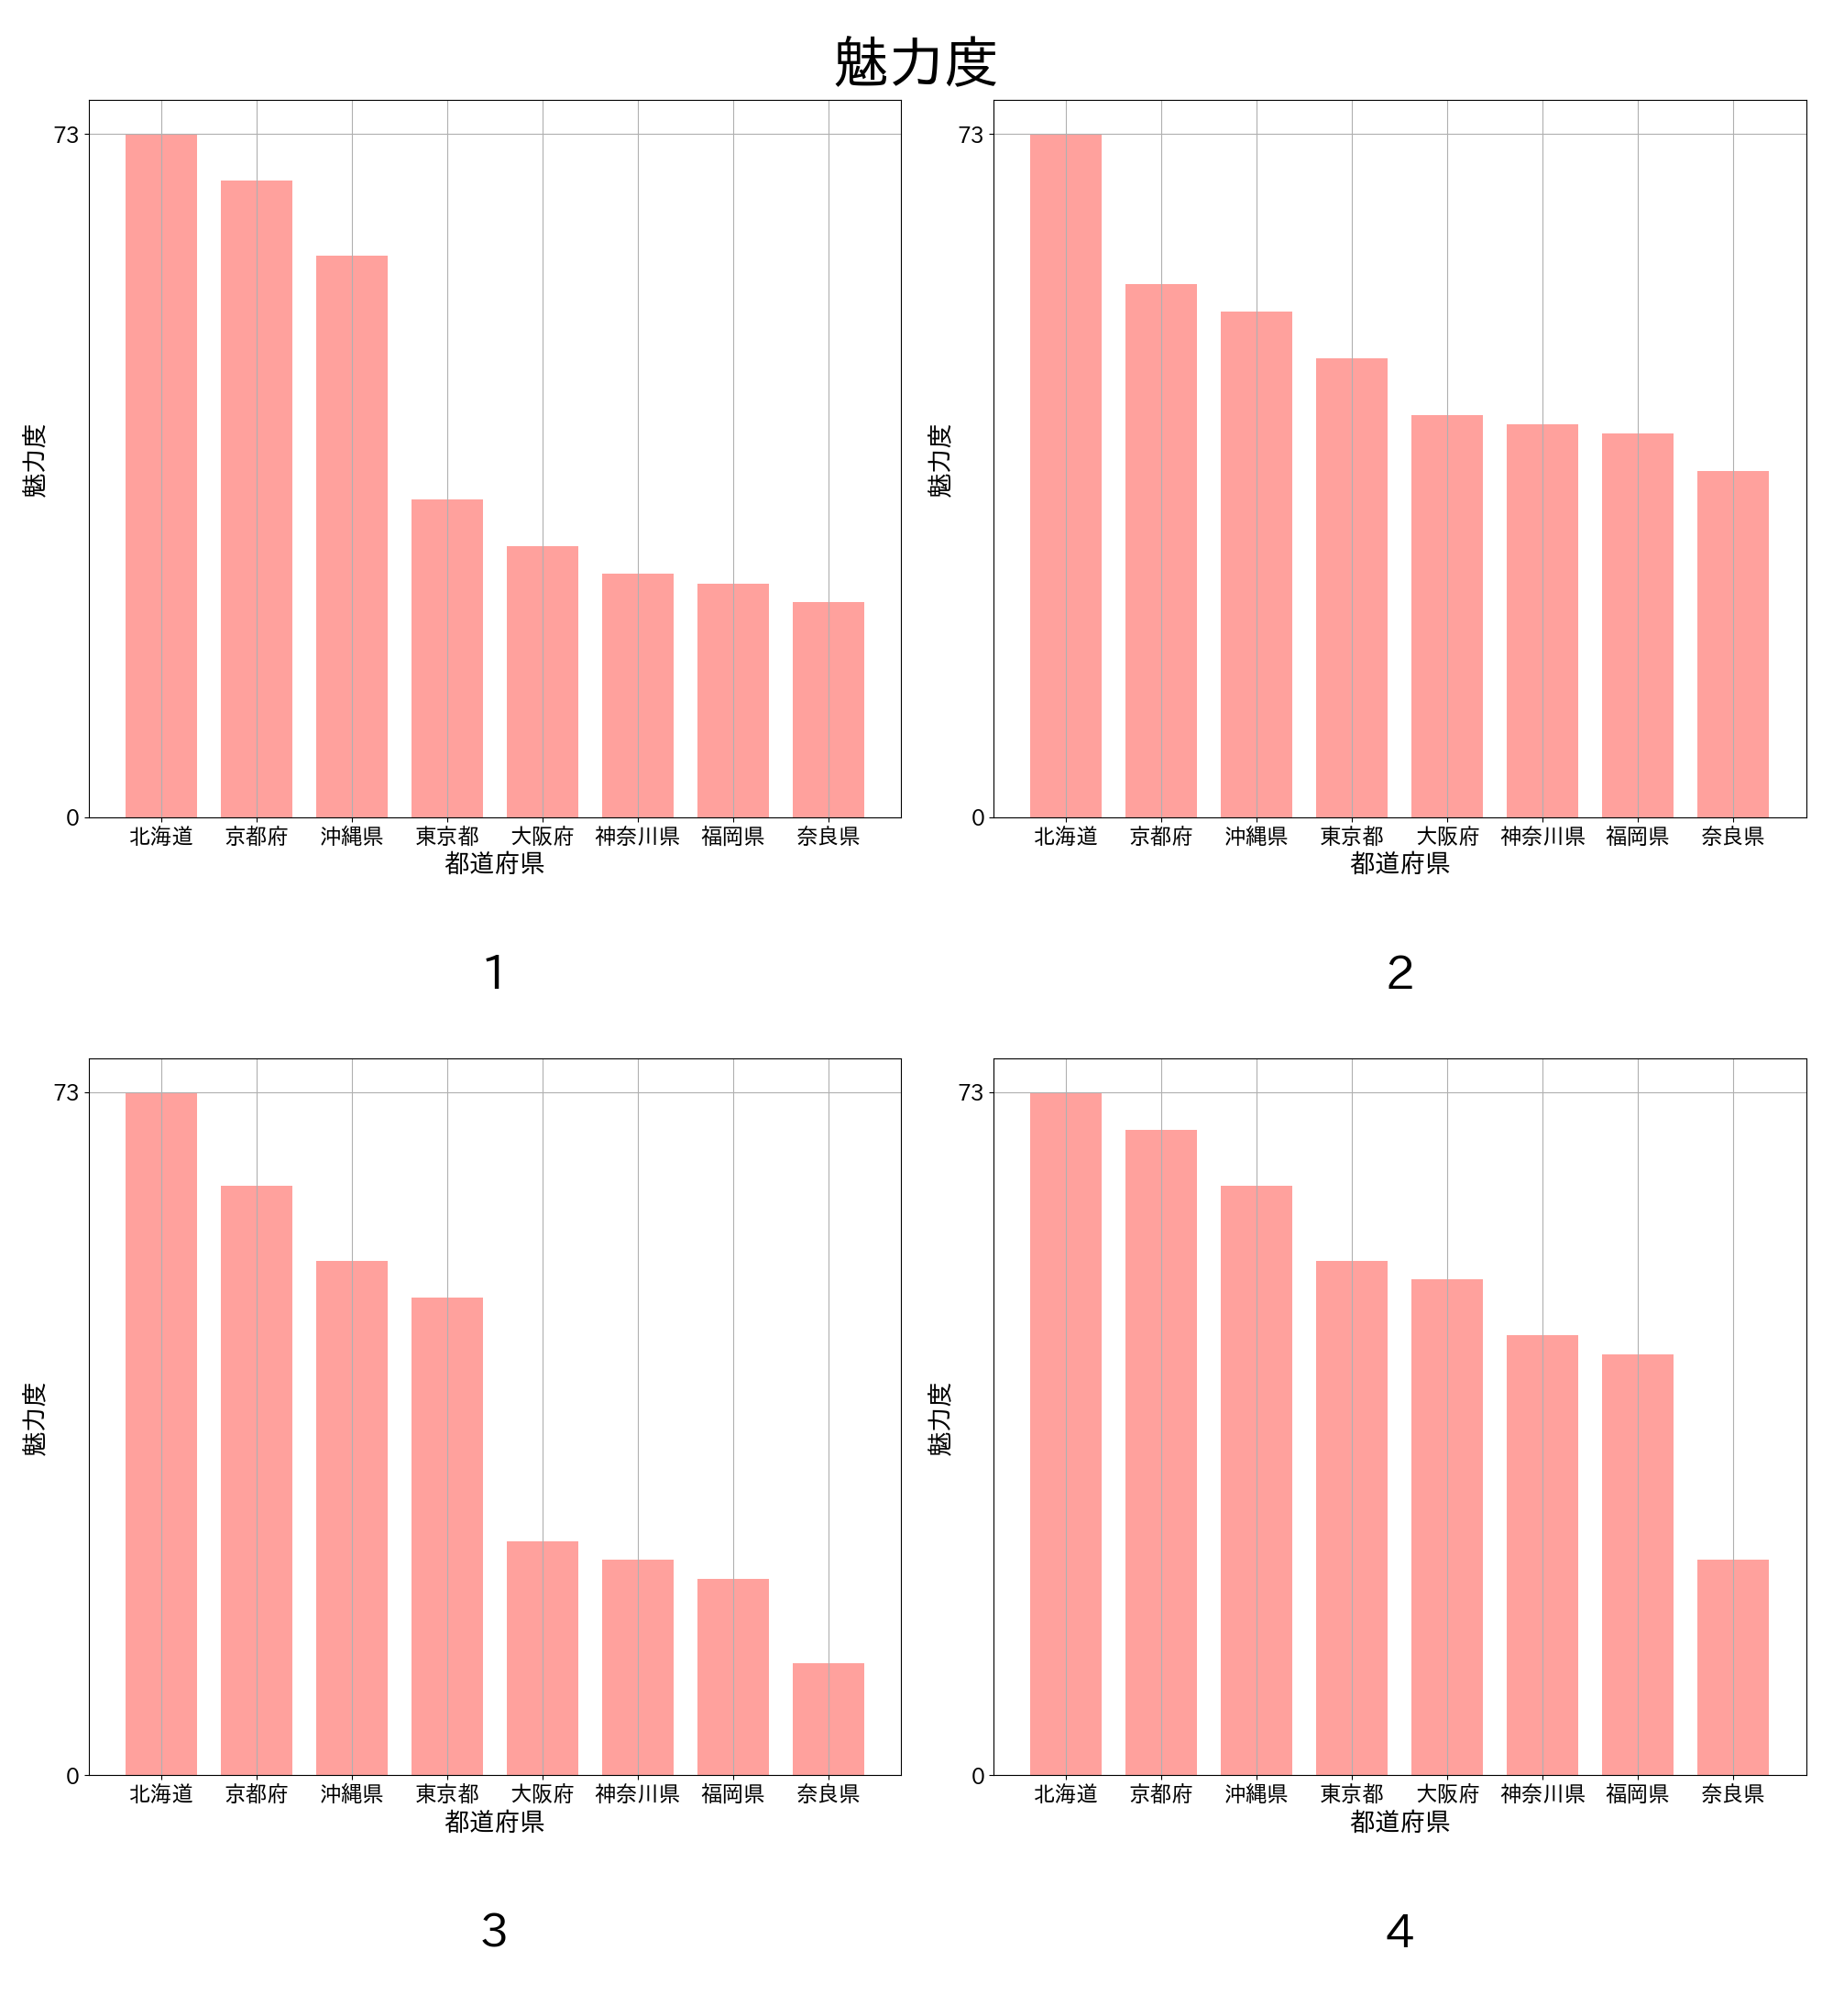 魅力度
73
魅力度
0
北海道 京都府 沖縄県 東京都 大阪府 神奈川県 福岡県 奈良県
都道府県
1
73
魅力度
0
北海道 京都府 沖縄県 東京都 大阪府 神奈川県 福岡県 奈良県
都道府県
2
73
魅力度
0
北海道 京都府 沖縄県 東京都 大阪府 神奈川県 福岡県 奈良県
都道府県
3
73
魅力度
0
北海道 京都府 沖縄県 東京都 大阪府 神奈川県 福岡県 奈良県
都道府県
4